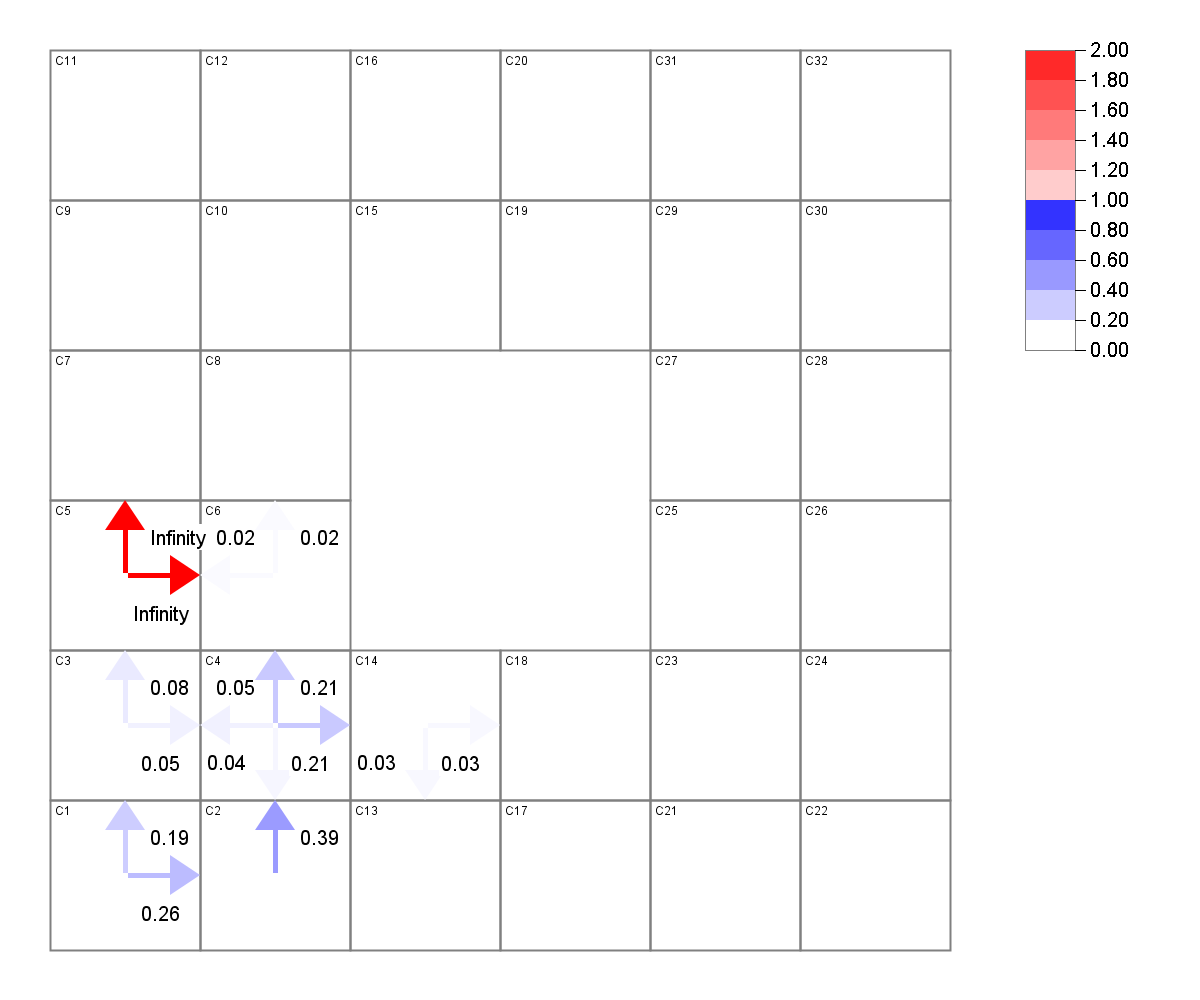 C11 C12 C16 C20 C31 C32
C9 C10 C15 C19 C29 C30
C7 C8 C27 C28
C5 C6 C25 C26
Infinity 0.02 0.02
Infinity
C3 C4 C14 C18 C23 C24
0.08 0.05 0.21
0.05 0.04 0.21 0.03 0.03
C1 C2 C13 C17 C21 C22
0.19 0.39
0.26
2.00
1.80
1.60
1.40
1.20
1.00
0.80
0.60
0.40
0.20
0.00